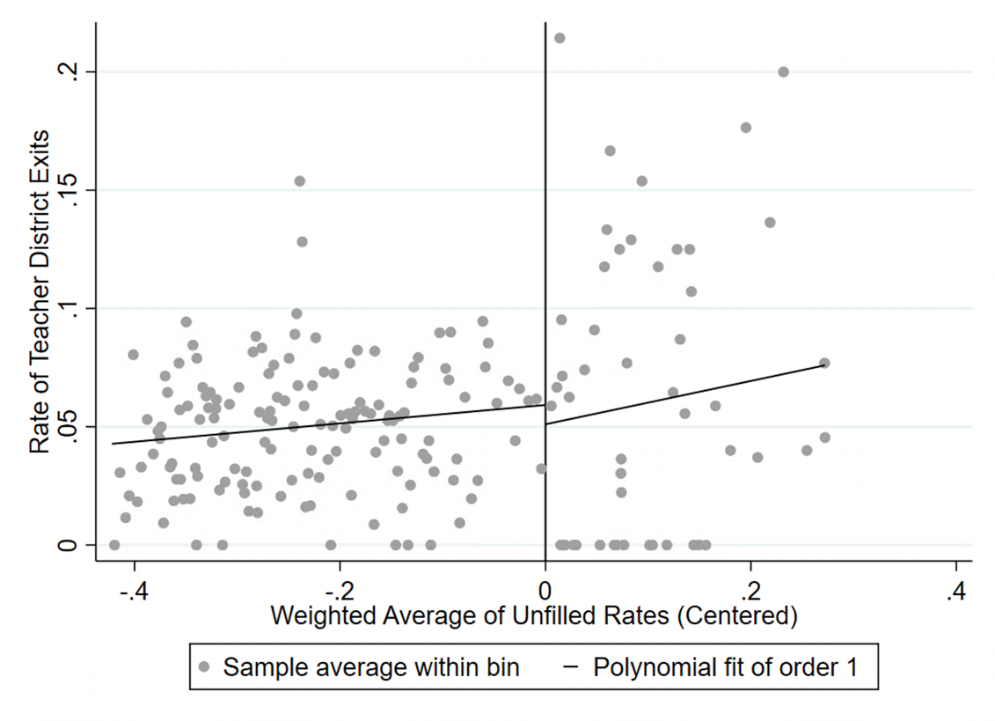 Rate of Teacher District Exits
.2
.15
.1
.05
0
-.4
-.2
0
.2
.4
Weighted Average of Unfilled Rates (Centered)
Sample average within bin
Polynomial fit of order 1